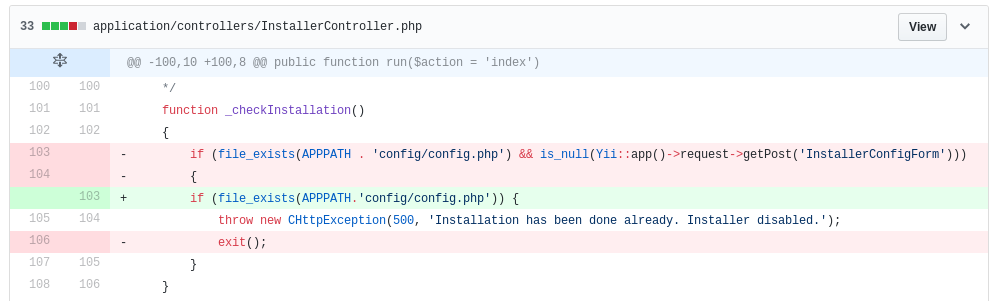 33 application/controllers/InstallerController.php View
@@ -100,10 +100,8 @@ public function run($action = 'index')
100 100 */
101 101 function _checkInstallation()
102 102 {
103 - if (file_exists(APPPATH . 'config/config.php') && is_null(Yii::app()->request->getPost('InstallerConfigForm')))
104 - {
103 + if (file_exists(APPPATH.'config/config.php')) {
105 104 throw new CHttpException(500, 'Installation has been done already. Installer disabled.');
106 - exit();
107 105 }
108 106 }